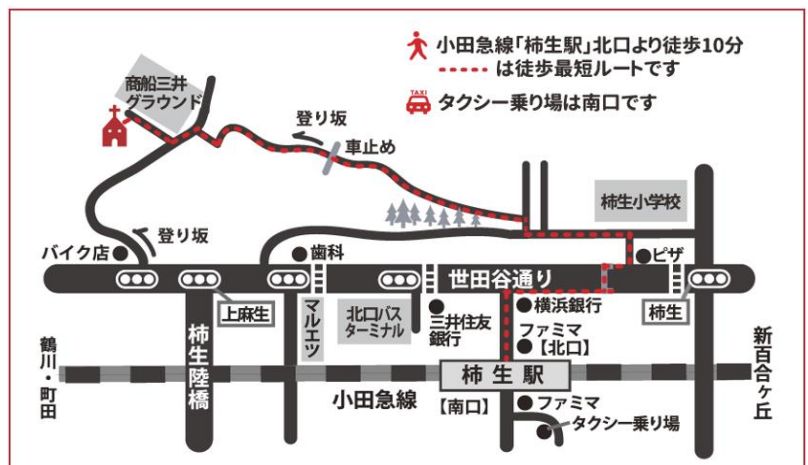 小田急線「柿生駅」北口より徒歩10分
は徒歩最短ルートです
TAXI
タクシー乗り場は南口です
商船三井
グラウンド
登り坂
車止め
柿生小学校
登り坂
バイク店
歯科
ピザ
世田谷通り
上麻生
マルエツ
北口バス
ターミナル
三井住友
銀行
横浜銀行
柿生
ファミマ
【北口】
柿生陸橋
鶴川・町田
新百合ヶ丘
柿生駅
小田急線
【南口】
ファミマ
タクシー乗り場